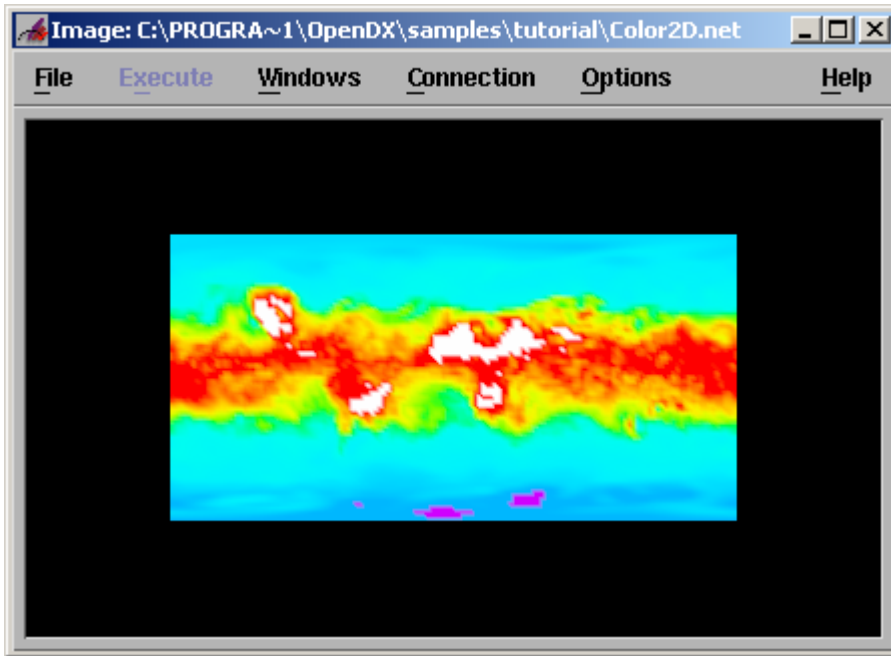 Image: C:\PROGRA~1\OpenDX\samples\tutorial\Color2D.net
File Execute Windows Connection Options Help